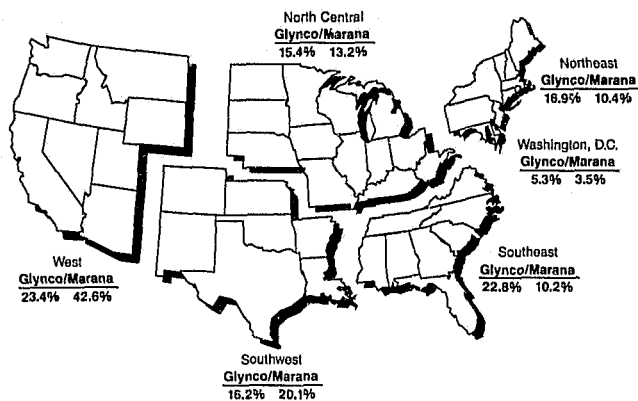 North Central
Glynco/Marana
15.4% 13.2%
Northeast
Glynco/Marana
16.9% 10.4%
Washington, D.C.
Glynco/Marana
5.3% 3.5%
Southeast
Glynco/Marana
22.8% 10.2%
West
Glynco/Marana
23.4% 42.6%
Southwest
Glynco/Marana
16.2% 20.1%